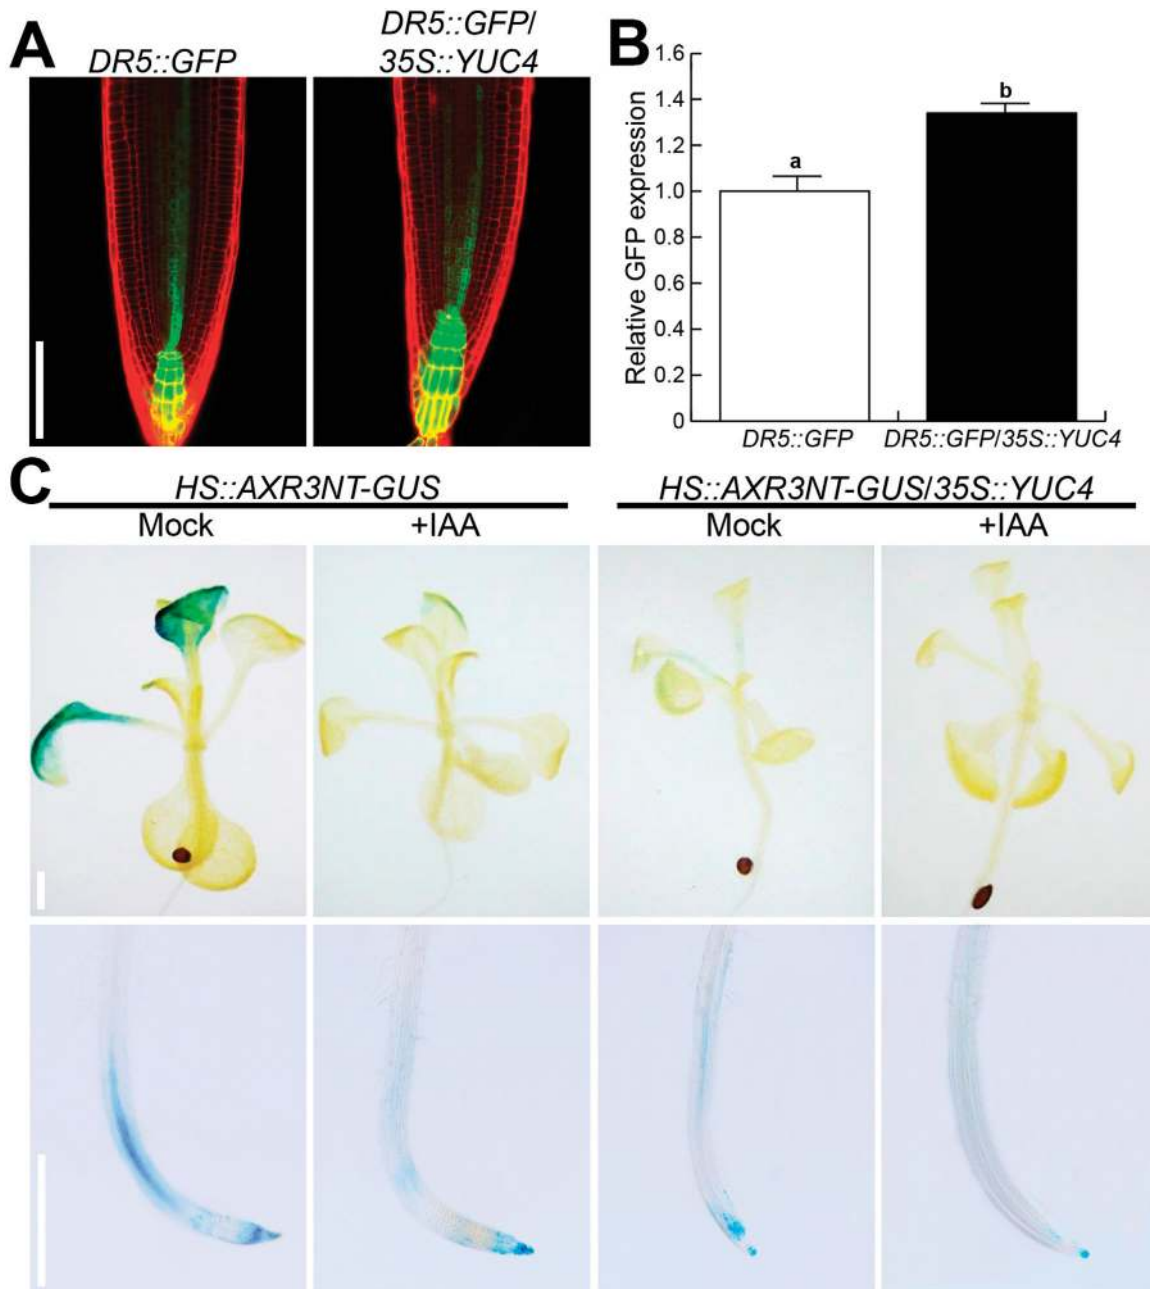 A
DR5::GFP
DR5::GFP/
35S::YUC4
B
1.6
1.4
1.2
1.0
0.8
0.6
0.4
0.2
0
Relative GFP expression
a
b
DR5::GFP
DR5::GFP/35S::YUC4
C
HS::AXR3NT-GUS
HS::AXR3NT-GUS/35S::YUC4
Mock
+IAA
Mock
+IAA